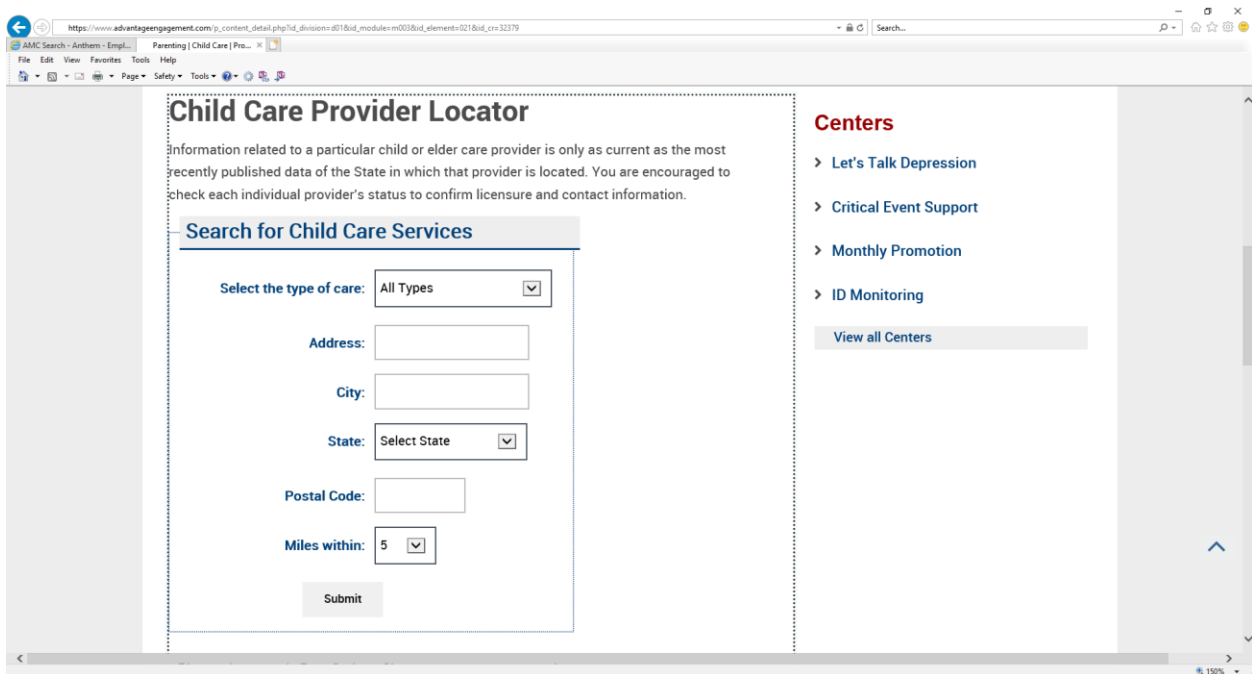 https://www.advantageengagement.com/p_content_detail.php?id_division=d01&id_module=m003&id_element=021&id_cr=32379
Search...
AMC Search - Anthem - Empl...
Parenting | Child Care | Pro...
File Edit View Favorites Tools Help
Page Safety Tools
Child Care Provider Locator
Information related to a particular child or elder care provider is only as current as the most
recently published data of the State in which that provider is located. You are encouraged to
check each individual provider's status to confirm licensure and contact information.
Search for Child Care Services
Select the type of care: All Types
Address:
City:
State: Select State
Postal Code:
Miles within: 5
Submit
Centers
Let's Talk Depression
Critical Event Support
Monthly Promotion
ID Monitoring
View all Centers
150%